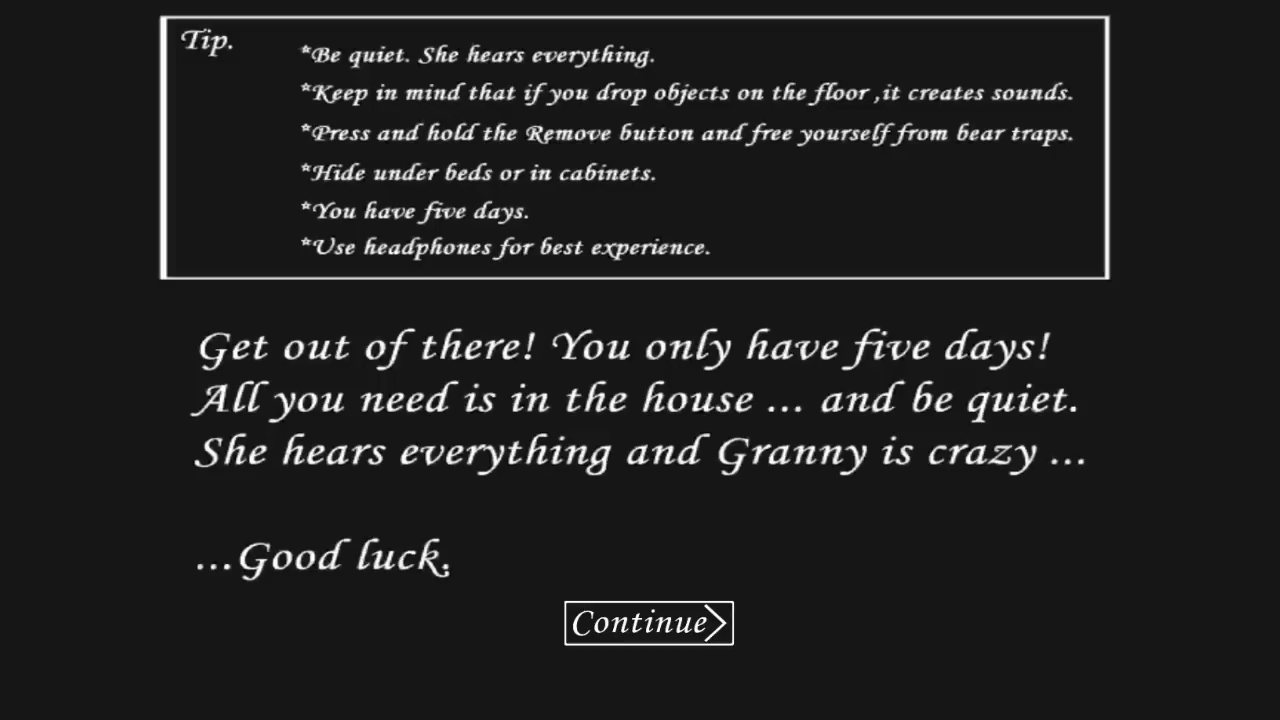 Tip.
*Be quiet. She hears everything.
*Keep in mind that if you drop objects on the floor ,it creates sounds.
*Press and hold the Remove button and free yourself from bear traps.
*Hide under beds or in cabinets.
*You have five days.
*Use headphones for best experience.
Get out of there! You only have five days!
All you need is in the house ... and be quiet.
She hears everything and Granny is crazy ...
...Good luck.
Continue